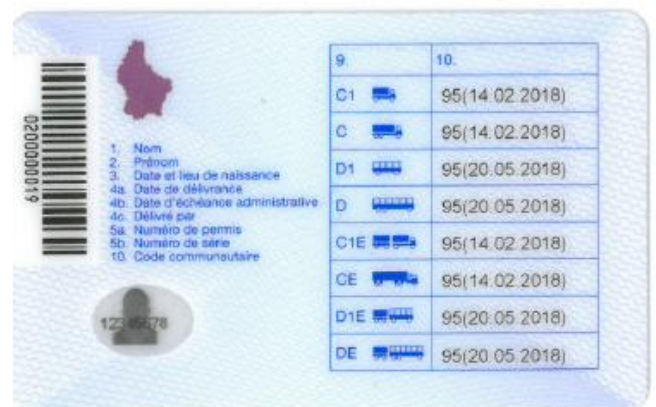 9. 10.
C1 95(14.02.2018)
C 95(14.02.2018)
D1 95(20.05.2018)
D 95(20.05.2018)
C1E 95(14.02.2018)
CE 95(14.02.2018)
D1E 95(20.05.2018)
DE 95(20.05.2018)
1. Nom
2. Prénom
3. Date et lieu de naissance
4a. Date de délivrance
4b. Date d'échéance administrative
4c. Délivré par
5a. Numéro de permis
5b. Numéro de série
10. Code communautaire
12345678